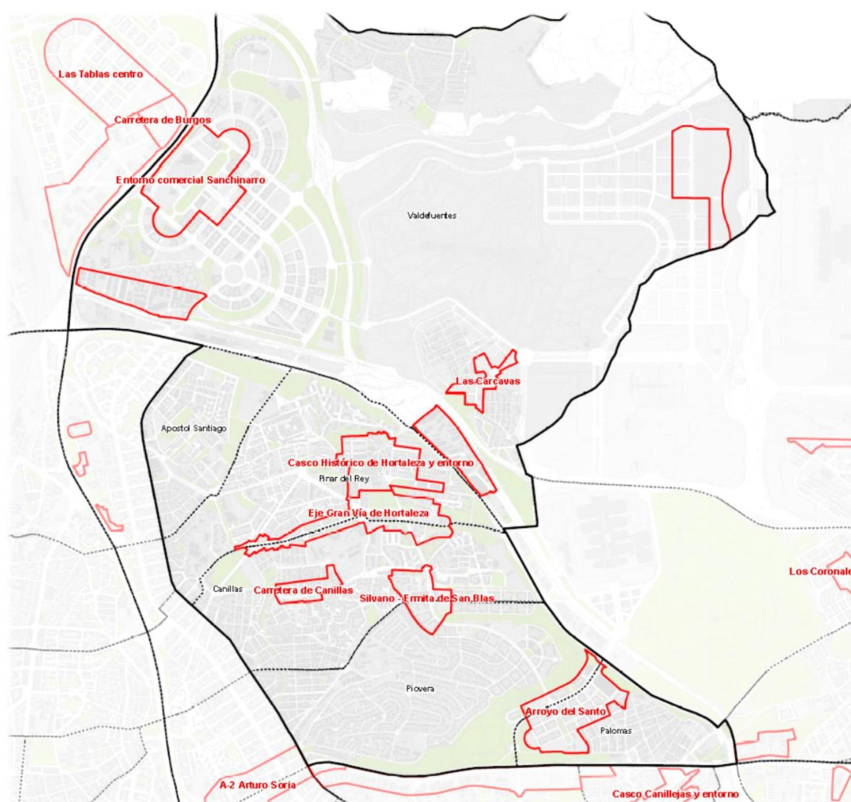 Las Tablas centro
Carretera de Burgos
Entorno comercial Sanchinarro
Valdefuentes
Las Cárcavas
Apostol Santiago
Casco Histórico de Hortaleza y entorno
Pinar del Rey
Eje Gran Vía de Hortaleza
Los Coronale
Canillas
Carretera de Canillas
Silvano - Ermita de San Blas
Piovera
Arroyo del Santo
Palomas
A-2 Arturo Soria
Casco Canillejas y entorno